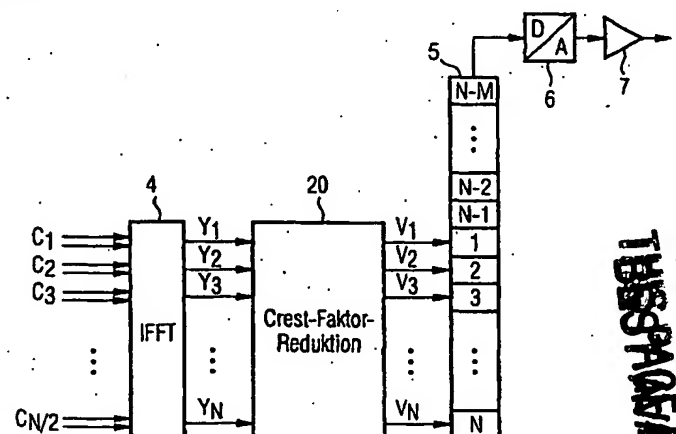 D
A
5
6
7
N-M
⋮
N-2
N-1
1
2
3
⋮
N
4
20
C1
C2
C3
⋮
CN/2
IFFT
Y1
Y2
Y3
⋮
YN
Crest-Faktor-
Reduktion
V1
V2
V3
⋮
VN